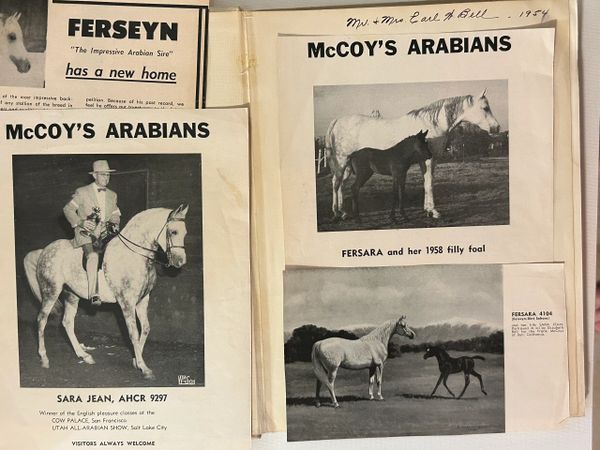 FERSEYN
"The Impressive Arabian Sire"
has a new home
of the most impressive back-
of any stallion of the breed in
petition. Because of his past record, we
McCOY'S ARABIANS
SARA JEAN, AHCR 9297
Winner of the English pleasure classes at the
COW PALACE, San Francisco
UTAH ALL-ARABIAN SHOW, Salt Lake City
VISITORS ALWAYS WELCOME
Mr. & Mrs Earl H Bell - 1954
McCOY'S ARABIANS
FERSARA and her 1958 filly foal
FERSARA 4104